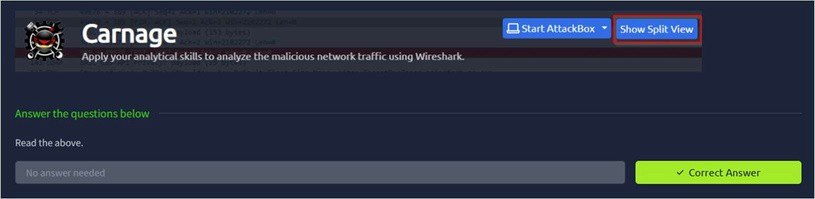 Carnage
Start AttackBox
Show Split View
Apply your analytical skills to analyze the malicious network traffic using Wireshark.
Answer the questions below
Read the above.
No answer needed
Correct Answer